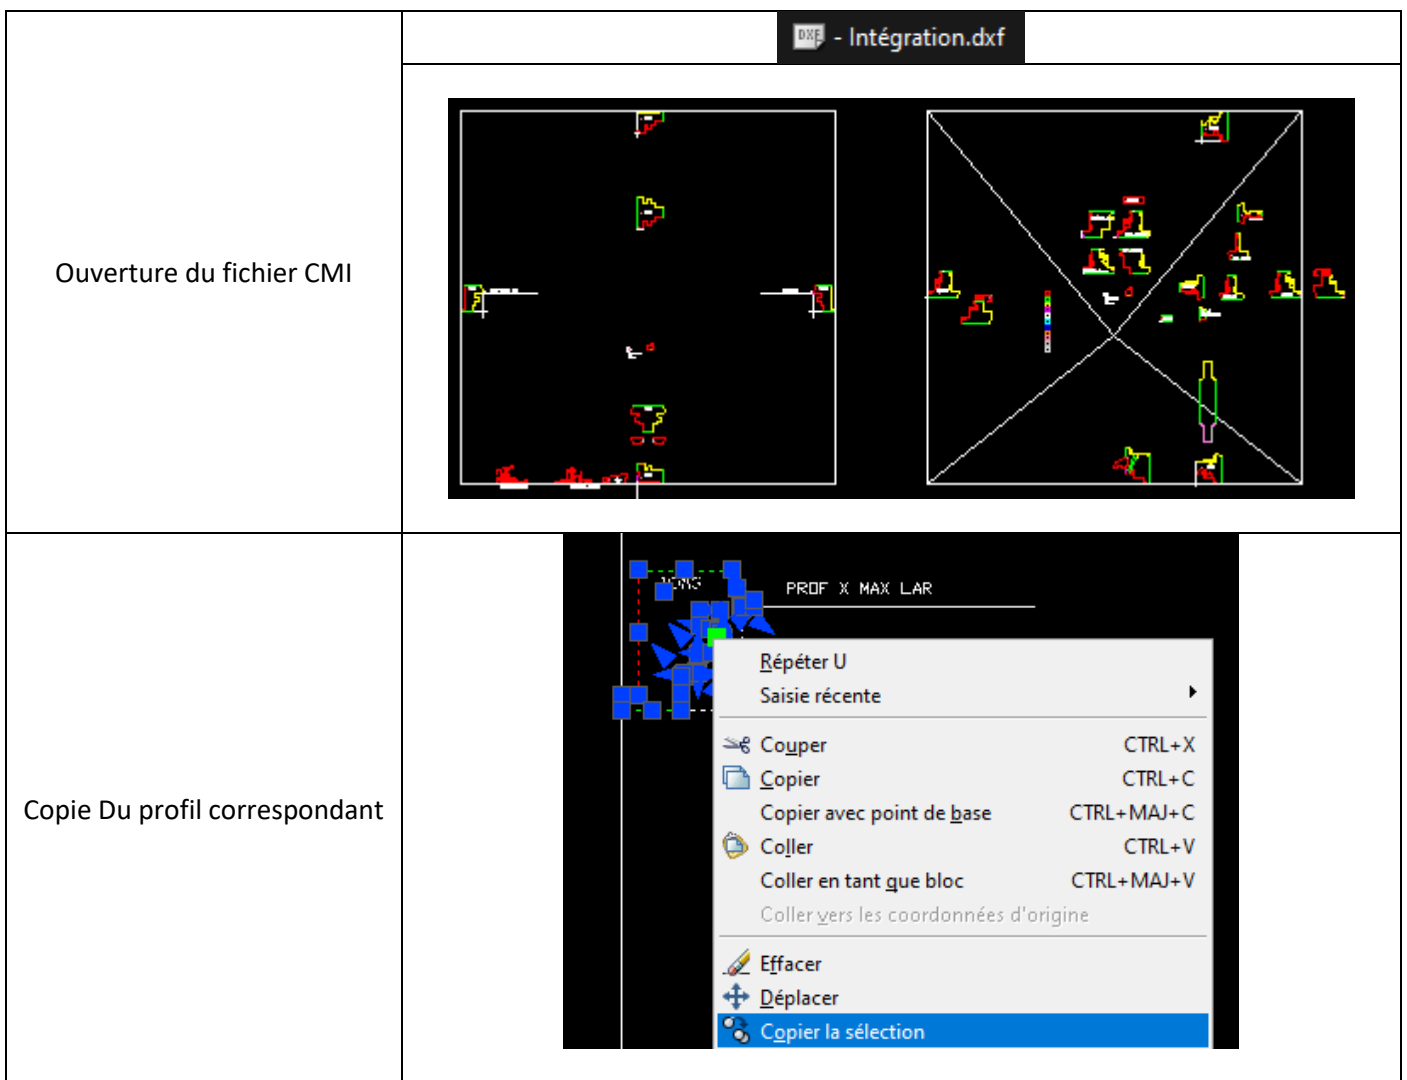 - Intégration.dxf
Ouverture du fichier CMI
PROF X MAX LAR
Répéter U
Saisie récente
Couper CTRL+X
Copier CTRL+C
Copier avec point de base CTRL+MAJ+C
Coller CTRL+V
Coller en tant que bloc CTRL+MAJ+V
Coller vers les coordonnées d'origine
Effacer
Déplacer
Copier la sélection
Copie Du profil correspondant